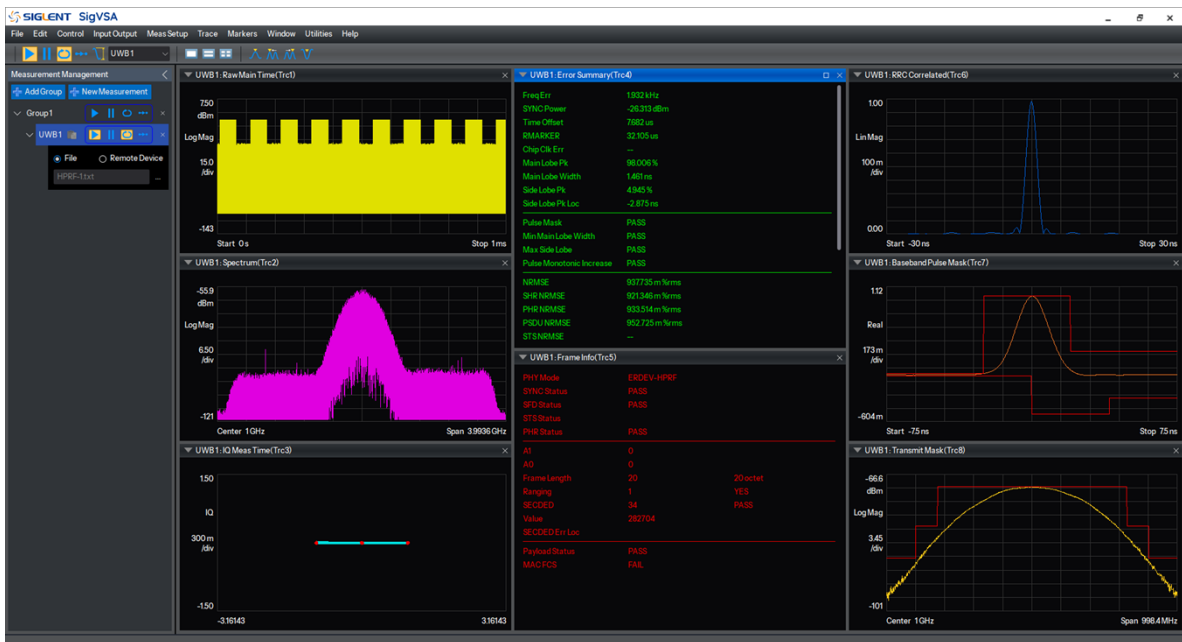 SIGLENT SigVSA
File Edit Control Input Output Meas Setup Trace Markers Window Utilities Help
UWB1
Measurement Management
Add Group New Measurement
Group1
UWB1
File Remote Device
HPRF-1.txt ...
UWB1: Raw Main Time(Trc1)
750
dBm
Log Mag
15.0
/div
-143
Start 0 s Stop 1 ms
UWB1: Spectrum(Trc2)
-55.9
dBm
Log Mag
6.50
/div
-121
Center 1 GHz Span 3.9936 GHz
UWB1: IQ Meas Time(Trc3)
1.50
IQ
300 m
/div
-1.50
-3.16143 3.16143
UWB1: Error Summary(Trc4)
Freq Err 1.932 kHz
SYNC Power -26.313 dBm
Time Offset 7.682 us
RMARKER 32.105 us
Chip Clk Err --
Main Lobe Pk 98.006 %
Main Lobe Width 1.461 ns
Side Lobe Pk 4.945 %
Side Lobe Pk Loc -2.875 ns
Pulse Mask PASS
Min Main Lobe Width PASS
Max Side Lobe PASS
Pulse Monotonic Increase PASS
NRMSE 937.735 m %rms
SHR NRMSE 921.346 m %rms
PHR NRMSE 933.514 m %rms
PSDU NRMSE 952.725 m %rms
STS NRMSE --
UWB1: Frame Info(Trc5)
PHY Mode ERDEV-HPRF
SYNC Status PASS
SFD Status PASS
STS Status
PHR Status PASS
A1 0
A0 0
Frame Length 20 20 octet
Ranging 1 YES
SECDED 34 PASS
Value 282704
SECDED Err Loc
Payload Status PASS
MAC FCS FAIL
UWB1: RRC Correlated(Trc6)
1.00
Lin Mag
100 m
/div
0.00
Start -30 ns Stop 30 ns
UWB1: Baseband Pulse Mask(Trc7)
1.12
Real
173 m
/div
-604 m
Start -7.5 ns Stop 7.5 ns
UWB1: Transmit Mask(Trc8)
-66.6
dBm
Log Mag
3.45
/div
-101
Center 1 GHz Span 998.4 MHz